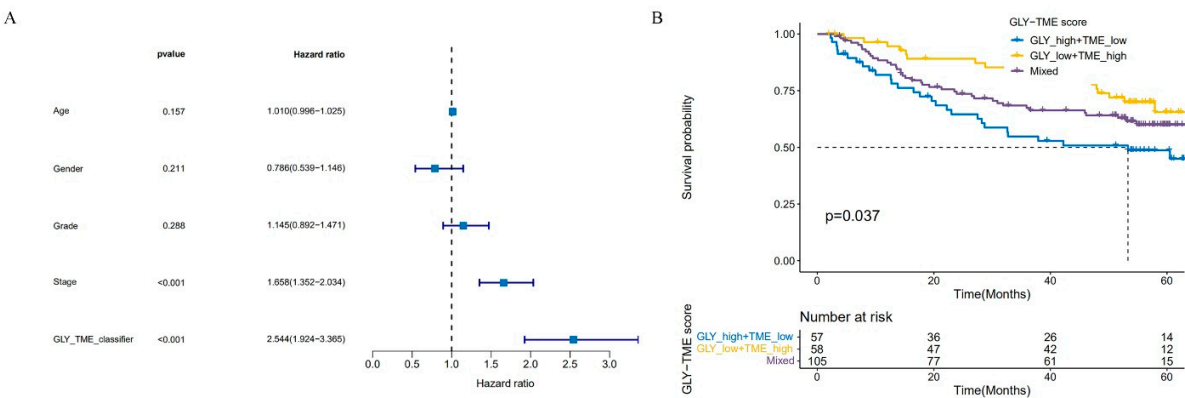 A
pvalue Hazard ratio
Age 0.157 1.010(0.996−1.025)
Gender 0.211 0.786(0.539−1.146)
Grade 0.288 1.145(0.892−1.471)
Stage <0.001 1.658(1.352−2.034)
GLY_TME_classifier <0.001 2.544(1.924−3.365)
0.0 0.5 1.0 1.5 2.0 2.5 3.0
Hazard ratio
B
GLY−TME score
GLY_high+TME_low
GLY_low+TME_high
Mixed
Survival probability
1.00
0.75
0.50
0.25
0.00
p=0.037
0 20 40 60
Time(Months)
Number at risk
GLY−TME score
GLY_high+TME_low 57 36 26 14
GLY_low+TME_high 58 47 42 12
Mixed 105 77 61 15
0 20 40 60
Time(Months)